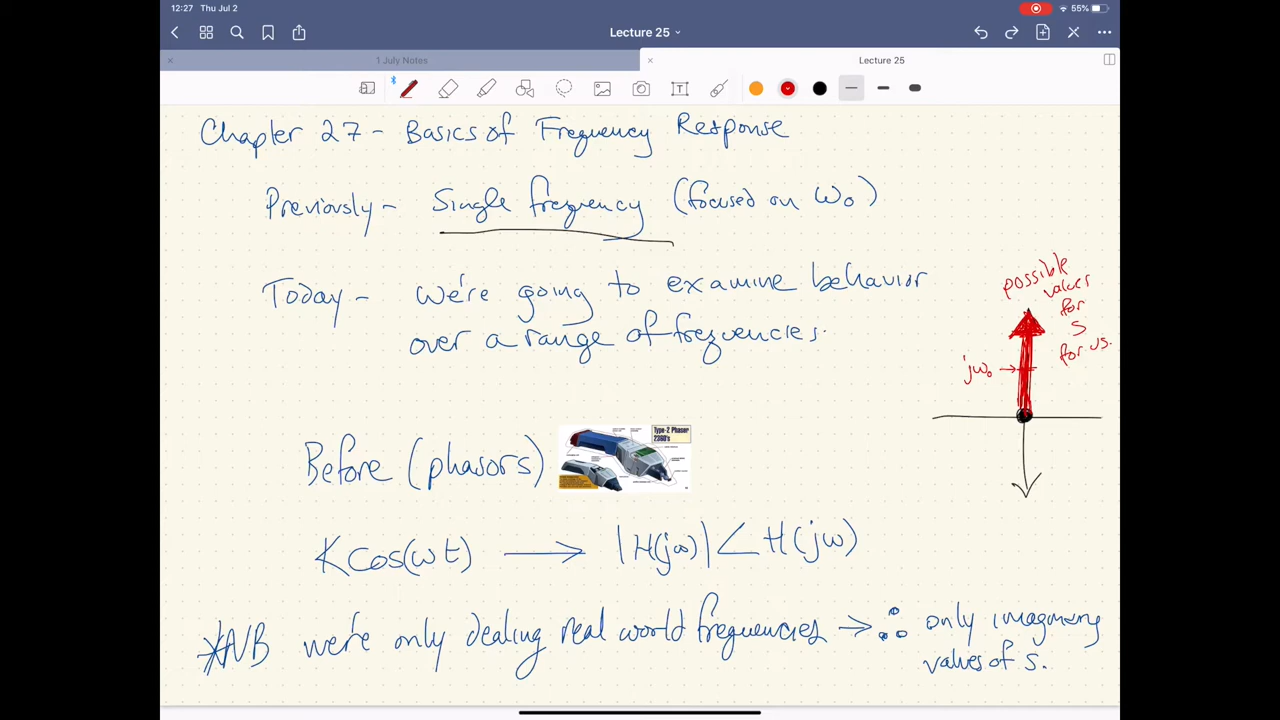 12:27 Thu Jul 2
55%
Lecture 25
1 July Notes
Lecture 25
Chapter 27 - Basics of Frequency Response
Previously - Single frequency (focused on ω₀)
Today - We're going to examine behavior
over a range of frequencies.
possible
values
for
s
for us.
jω₀
Before (phasors)
Type-2 Phaser
2360's
K cos(ωt) → |H(jω)| ∠ H(jω)
*N/B we're only dealing real world frequencies → ∴ only imaginary
values of s.